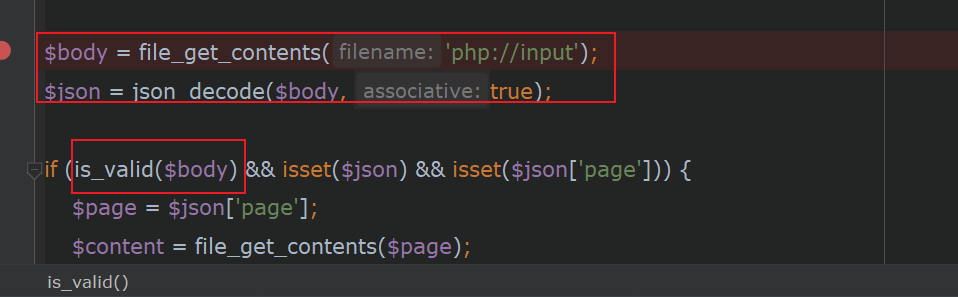 $body = file_get_contents( filename: 'php://input');
$json = json_decode($body, associative: true);
if (is_valid($body) && isset($json) && isset($json['page'])) {
$page = $json['page'];
$content = file_get_contents($page);
is_valid()